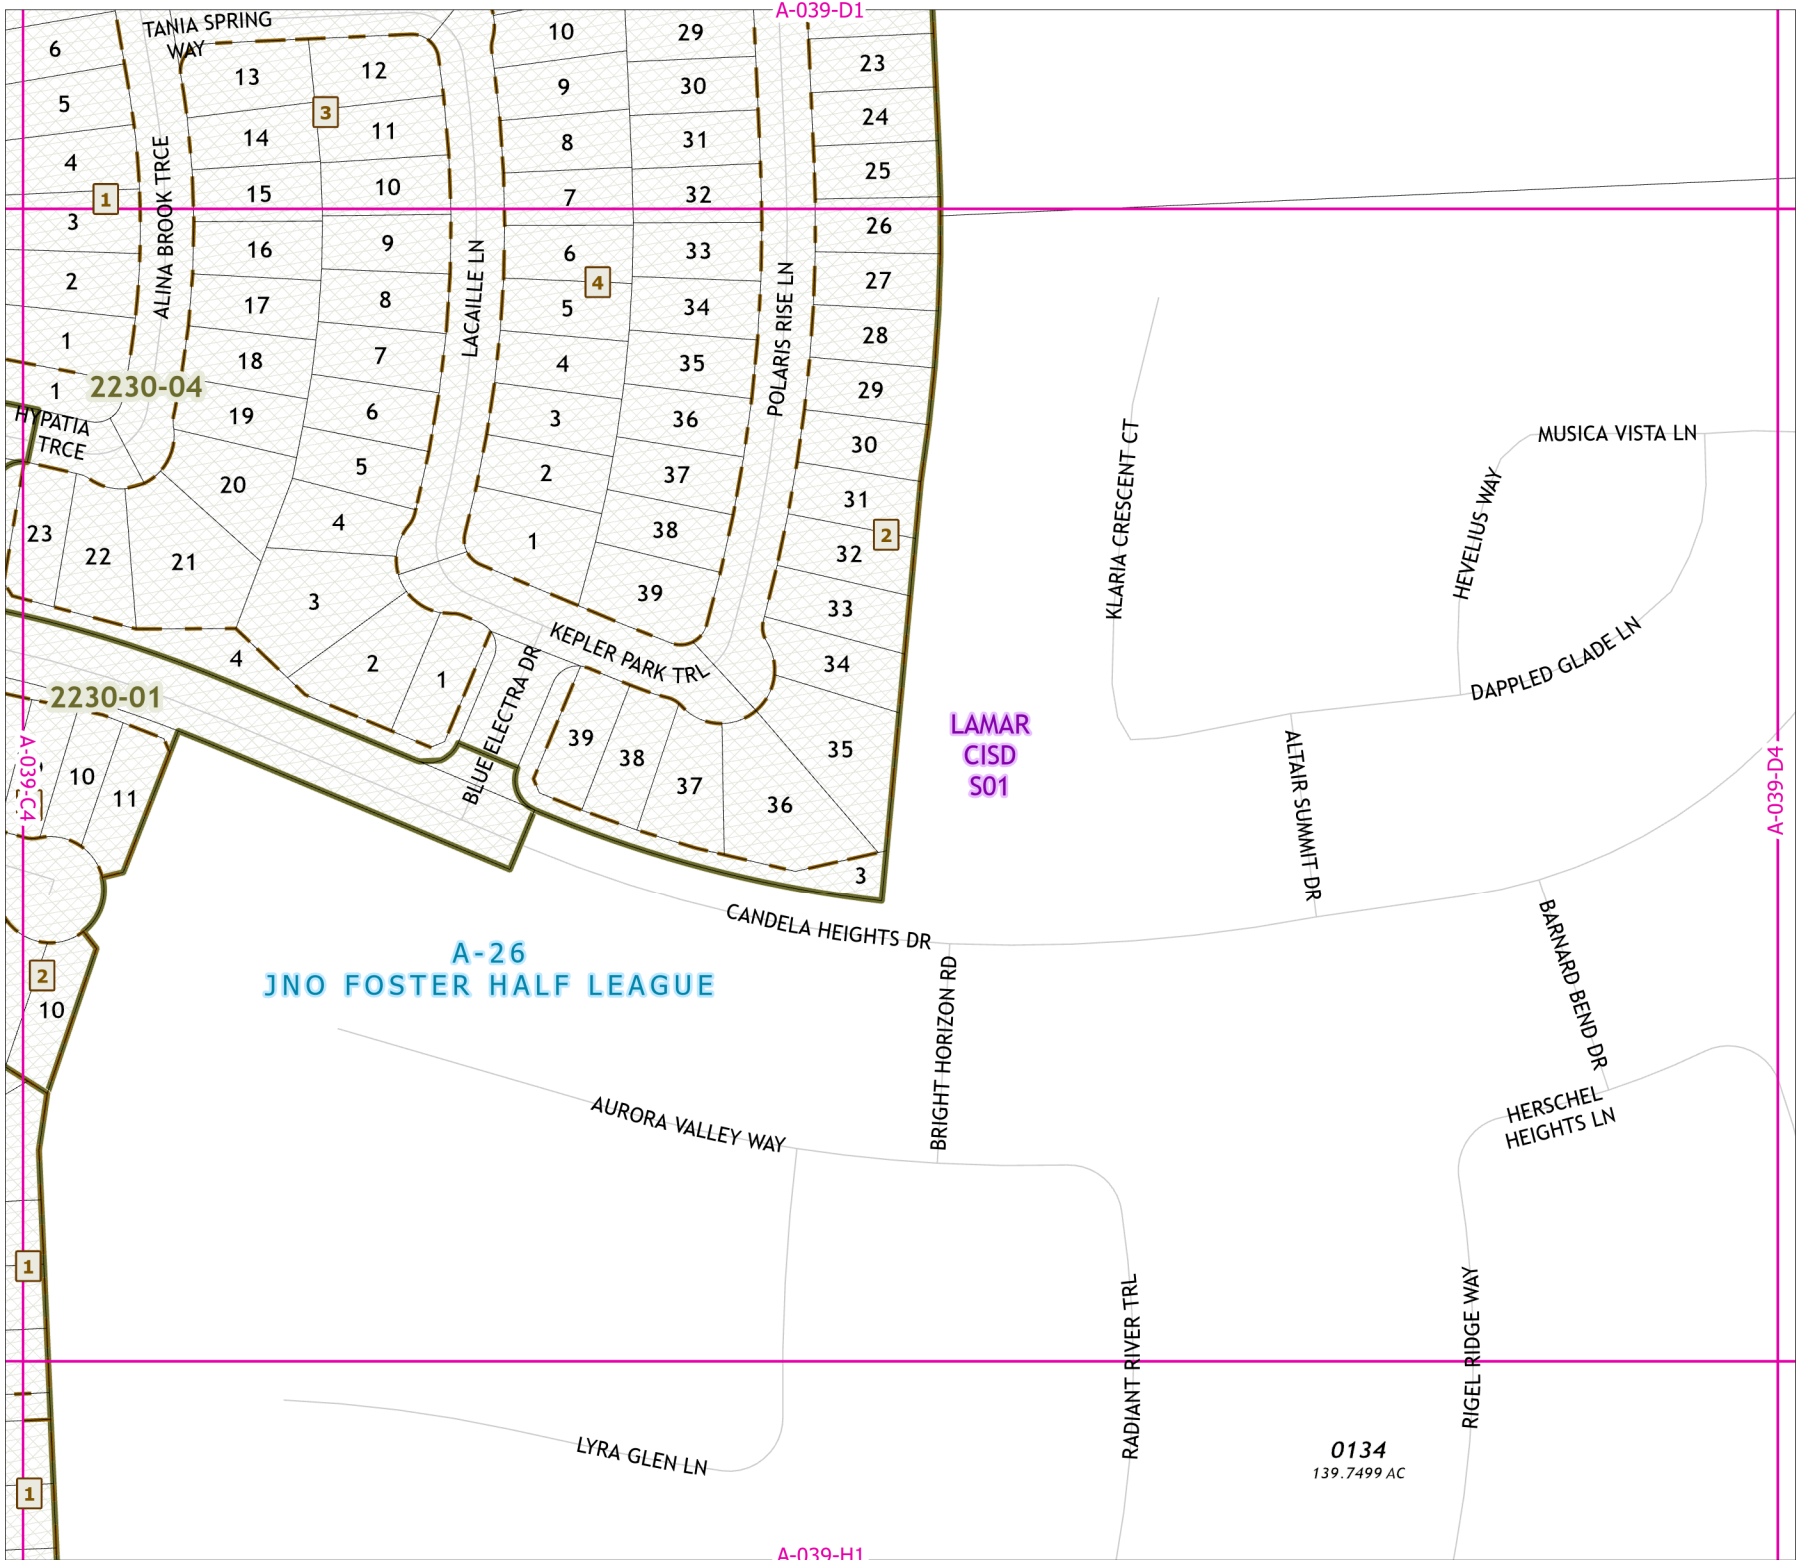 A-039-D1
TANIA SPRING
WAY
6
5
4
1
3
2
1
1
2230-04
HYPATIA
TRCE
ALINA BROOK TRCE
13
12
3
14
11
15
10
16
9
17
8
18
7
19
6
20
5
4
21
22
23
3
4
2
1
LACAILLE LN
10
29
9
30
8
31
7
32
6
33
4
5
34
4
35
3
36
2
37
1
38
39
POLARIS RISE LN
23
24
25
26
27
28
29
30
31
2
32
33
34
35
36
37
38
39
3
KEPLER PARK TRL
BLUE ELECTRA DR
2230-01
A-039-C4
10
11
2
10
1
1
CANDELA HEIGHTS DR
A-26
JNO FOSTER HALF LEAGUE
LAMAR
CISD
S01
KLARIA CRESCENT CT
MUSICA VISTA LN
HEVELIUS WAY
DAPPLED GLADE LN
ALTAIR SUMMIT DR
A-039-D4
BARNARD BEND DR
HERSCHEL
HEIGHTS LN
BRIGHT HORIZON RD
AURORA VALLEY WAY
RADIANT RIVER TRL
RIGEL RIDGE WAY
LYRA GLEN LN
0134
139.7499 AC
A-039-H1